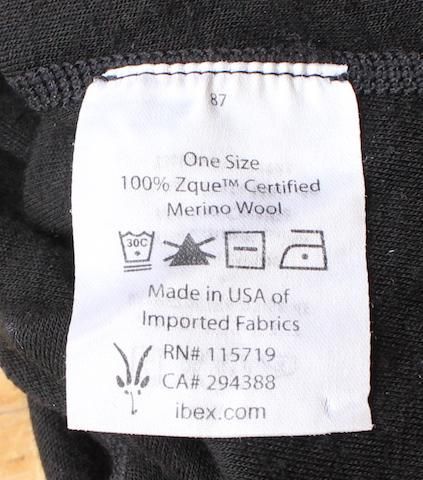 87
One Size
100% Zque™ Certified
Merino Wool
30C
Made in USA of
Imported Fabrics
RN# 115719
CA# 294388
ibex.com